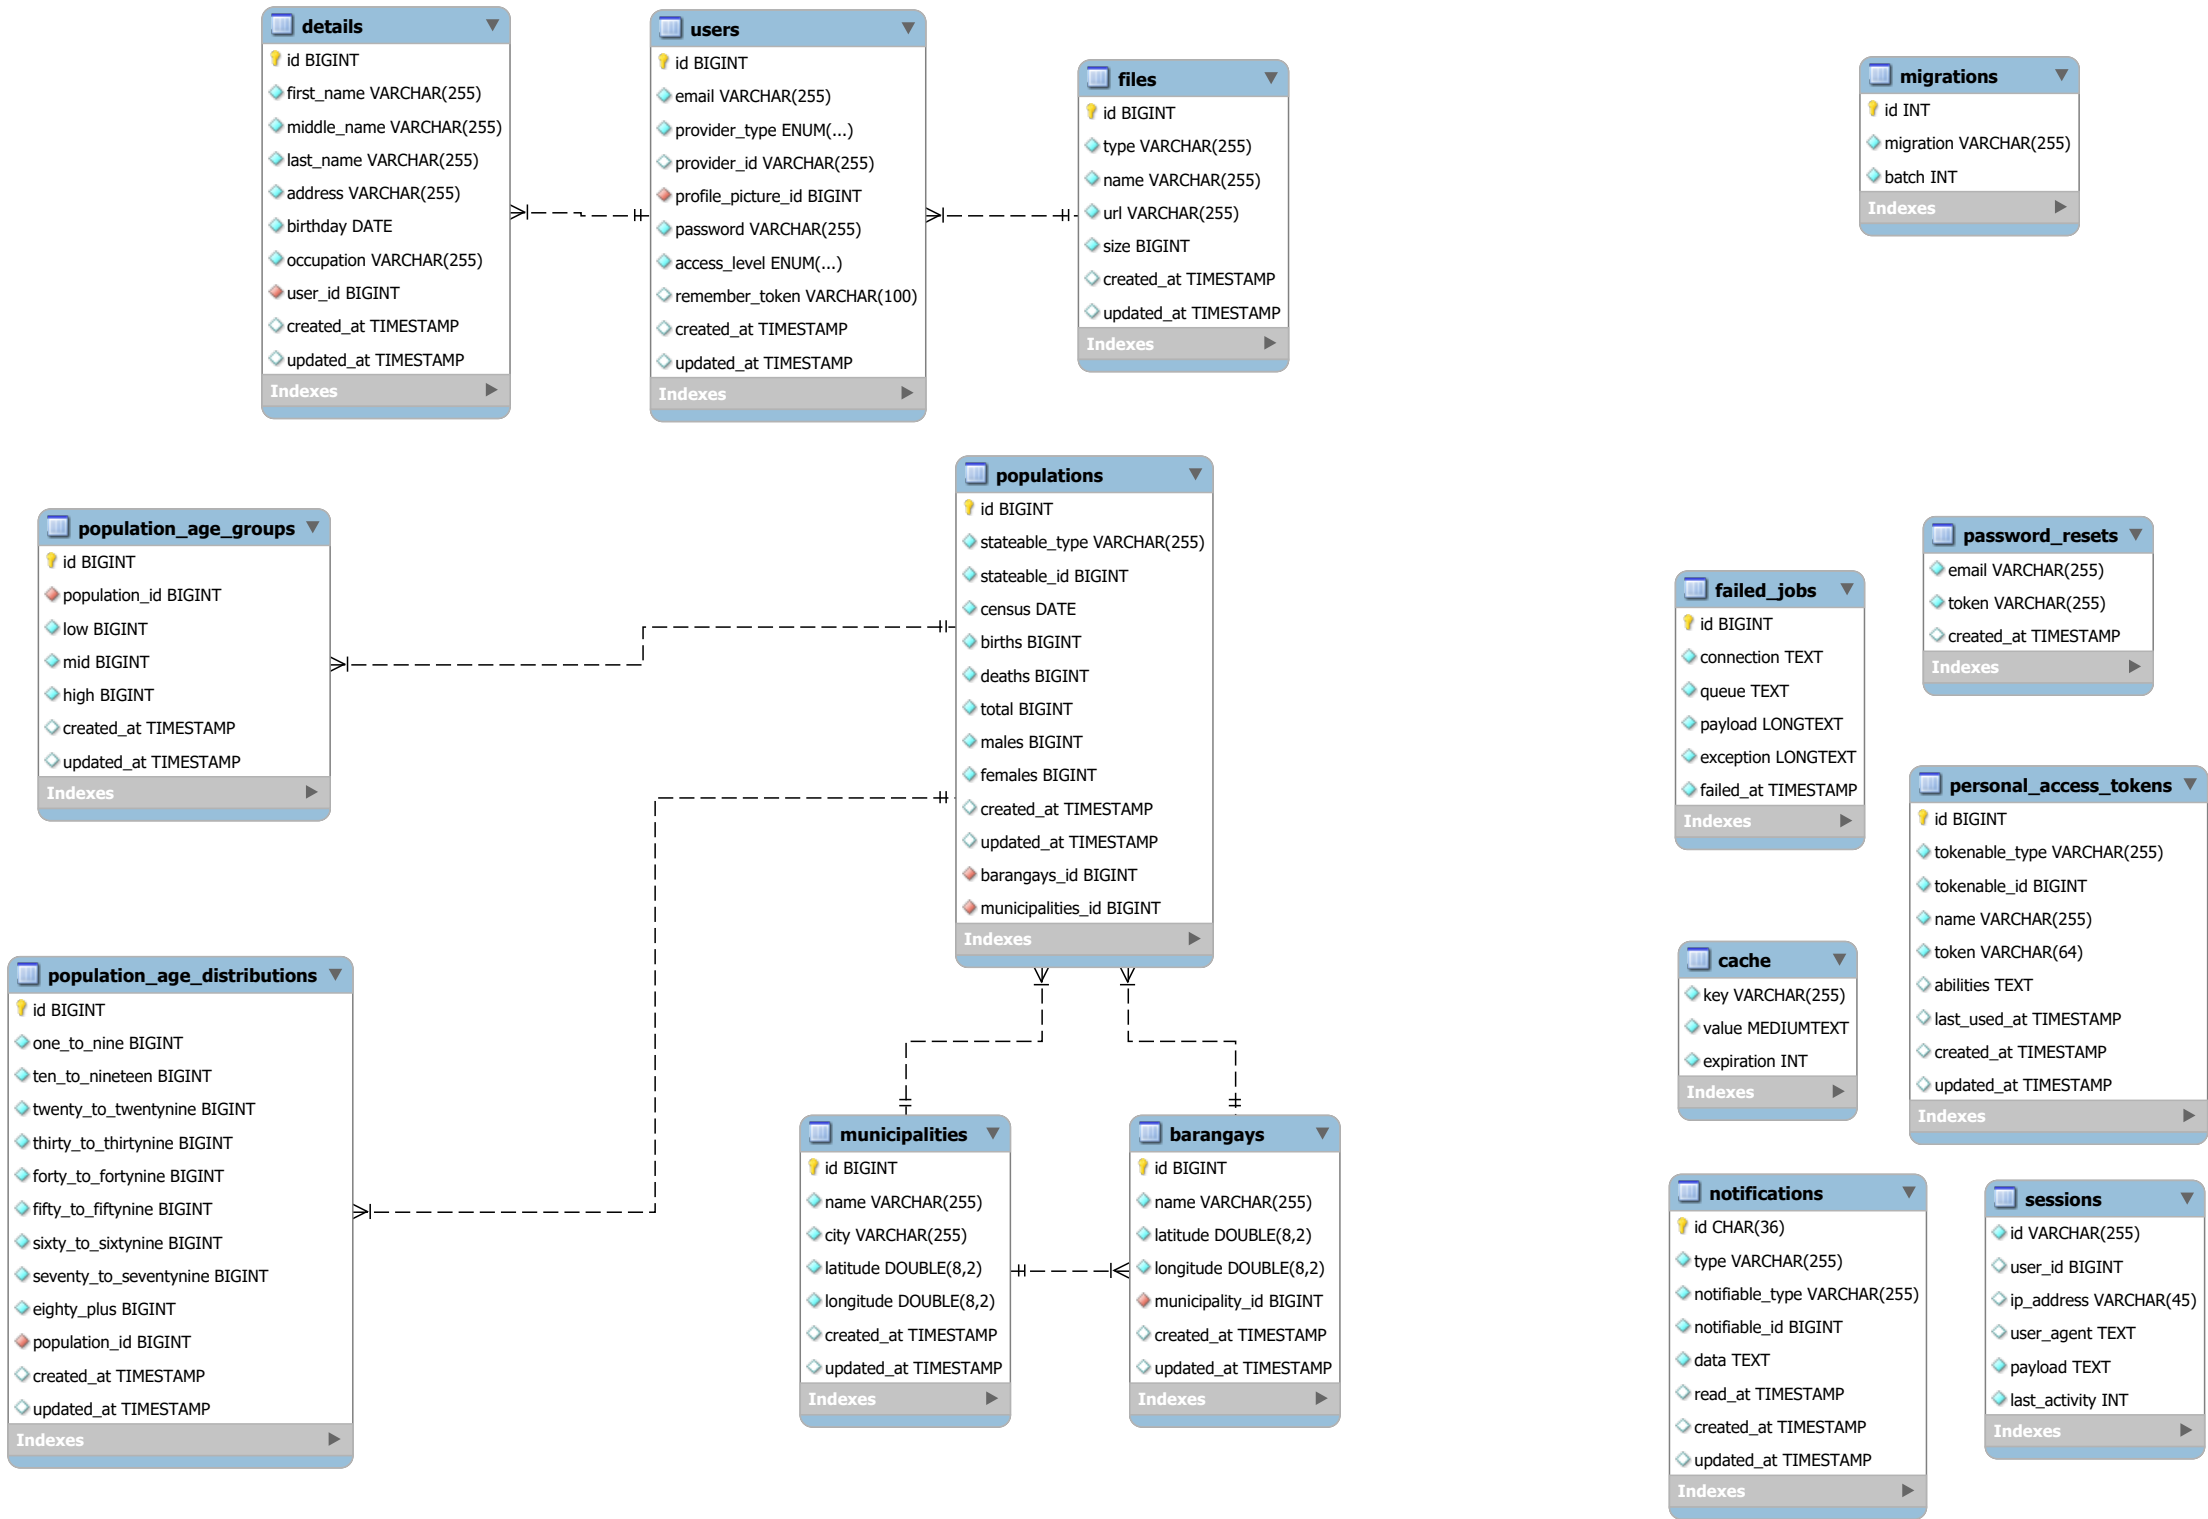 details
id BIGINT
first_name VARCHAR(255)
middle_name VARCHAR(255)
last_name VARCHAR(255)
address VARCHAR(255)
birthday DATE
occupation VARCHAR(255)
user_id BIGINT
created_at TIMESTAMP
updated_at TIMESTAMP
Indexes
users
id BIGINT
email VARCHAR(255)
provider_type ENUM(...)
provider_id VARCHAR(255)
profile_picture_id BIGINT
password VARCHAR(255)
access_level ENUM(...)
remember_token VARCHAR(100)
created_at TIMESTAMP
updated_at TIMESTAMP
Indexes
files
id BIGINT
type VARCHAR(255)
name VARCHAR(255)
url VARCHAR(255)
size BIGINT
created_at TIMESTAMP
updated_at TIMESTAMP
Indexes
migrations
id INT
migration VARCHAR(255)
batch INT
Indexes
population_age_groups
id BIGINT
population_id BIGINT
low BIGINT
mid BIGINT
high BIGINT
created_at TIMESTAMP
updated_at TIMESTAMP
Indexes
populations
id BIGINT
stateable_type VARCHAR(255)
stateable_id BIGINT
census DATE
births BIGINT
deaths BIGINT
total BIGINT
males BIGINT
females BIGINT
created_at TIMESTAMP
updated_at TIMESTAMP
barangays_id BIGINT
municipalities_id BIGINT
Indexes
failed_jobs
id BIGINT
connection TEXT
queue TEXT
payload LONGTEXT
exception LONGTEXT
failed_at TIMESTAMP
Indexes
password_resets
email VARCHAR(255)
token VARCHAR(255)
created_at TIMESTAMP
Indexes
personal_access_tokens
id BIGINT
tokenable_type VARCHAR(255)
tokenable_id BIGINT
name VARCHAR(255)
token VARCHAR(64)
abilities TEXT
last_used_at TIMESTAMP
created_at TIMESTAMP
updated_at TIMESTAMP
Indexes
population_age_distributions
id BIGINT
one_to_nine BIGINT
ten_to_nineteen BIGINT
twenty_to_twentynine BIGINT
thirty_to_thirtynine BIGINT
forty_to_fortynine BIGINT
fifty_to_fiftynine BIGINT
sixty_to_sixtynine BIGINT
seventy_to_seventynine BIGINT
eighty_plus BIGINT
population_id BIGINT
created_at TIMESTAMP
updated_at TIMESTAMP
Indexes
cache
key VARCHAR(255)
value MEDIUMTEXT
expiration INT
Indexes
municipalities
id BIGINT
name VARCHAR(255)
city VARCHAR(255)
latitude DOUBLE(8,2)
longitude DOUBLE(8,2)
created_at TIMESTAMP
updated_at TIMESTAMP
Indexes
barangays
id BIGINT
name VARCHAR(255)
latitude DOUBLE(8,2)
longitude DOUBLE(8,2)
municipality_id BIGINT
created_at TIMESTAMP
updated_at TIMESTAMP
Indexes
notifications
id CHAR(36)
type VARCHAR(255)
notifiable_type VARCHAR(255)
notifiable_id BIGINT
data TEXT
read_at TIMESTAMP
created_at TIMESTAMP
updated_at TIMESTAMP
Indexes
sessions
id VARCHAR(255)
user_id BIGINT
ip_address VARCHAR(45)
user_agent TEXT
payload TEXT
last_activity INT
Indexes